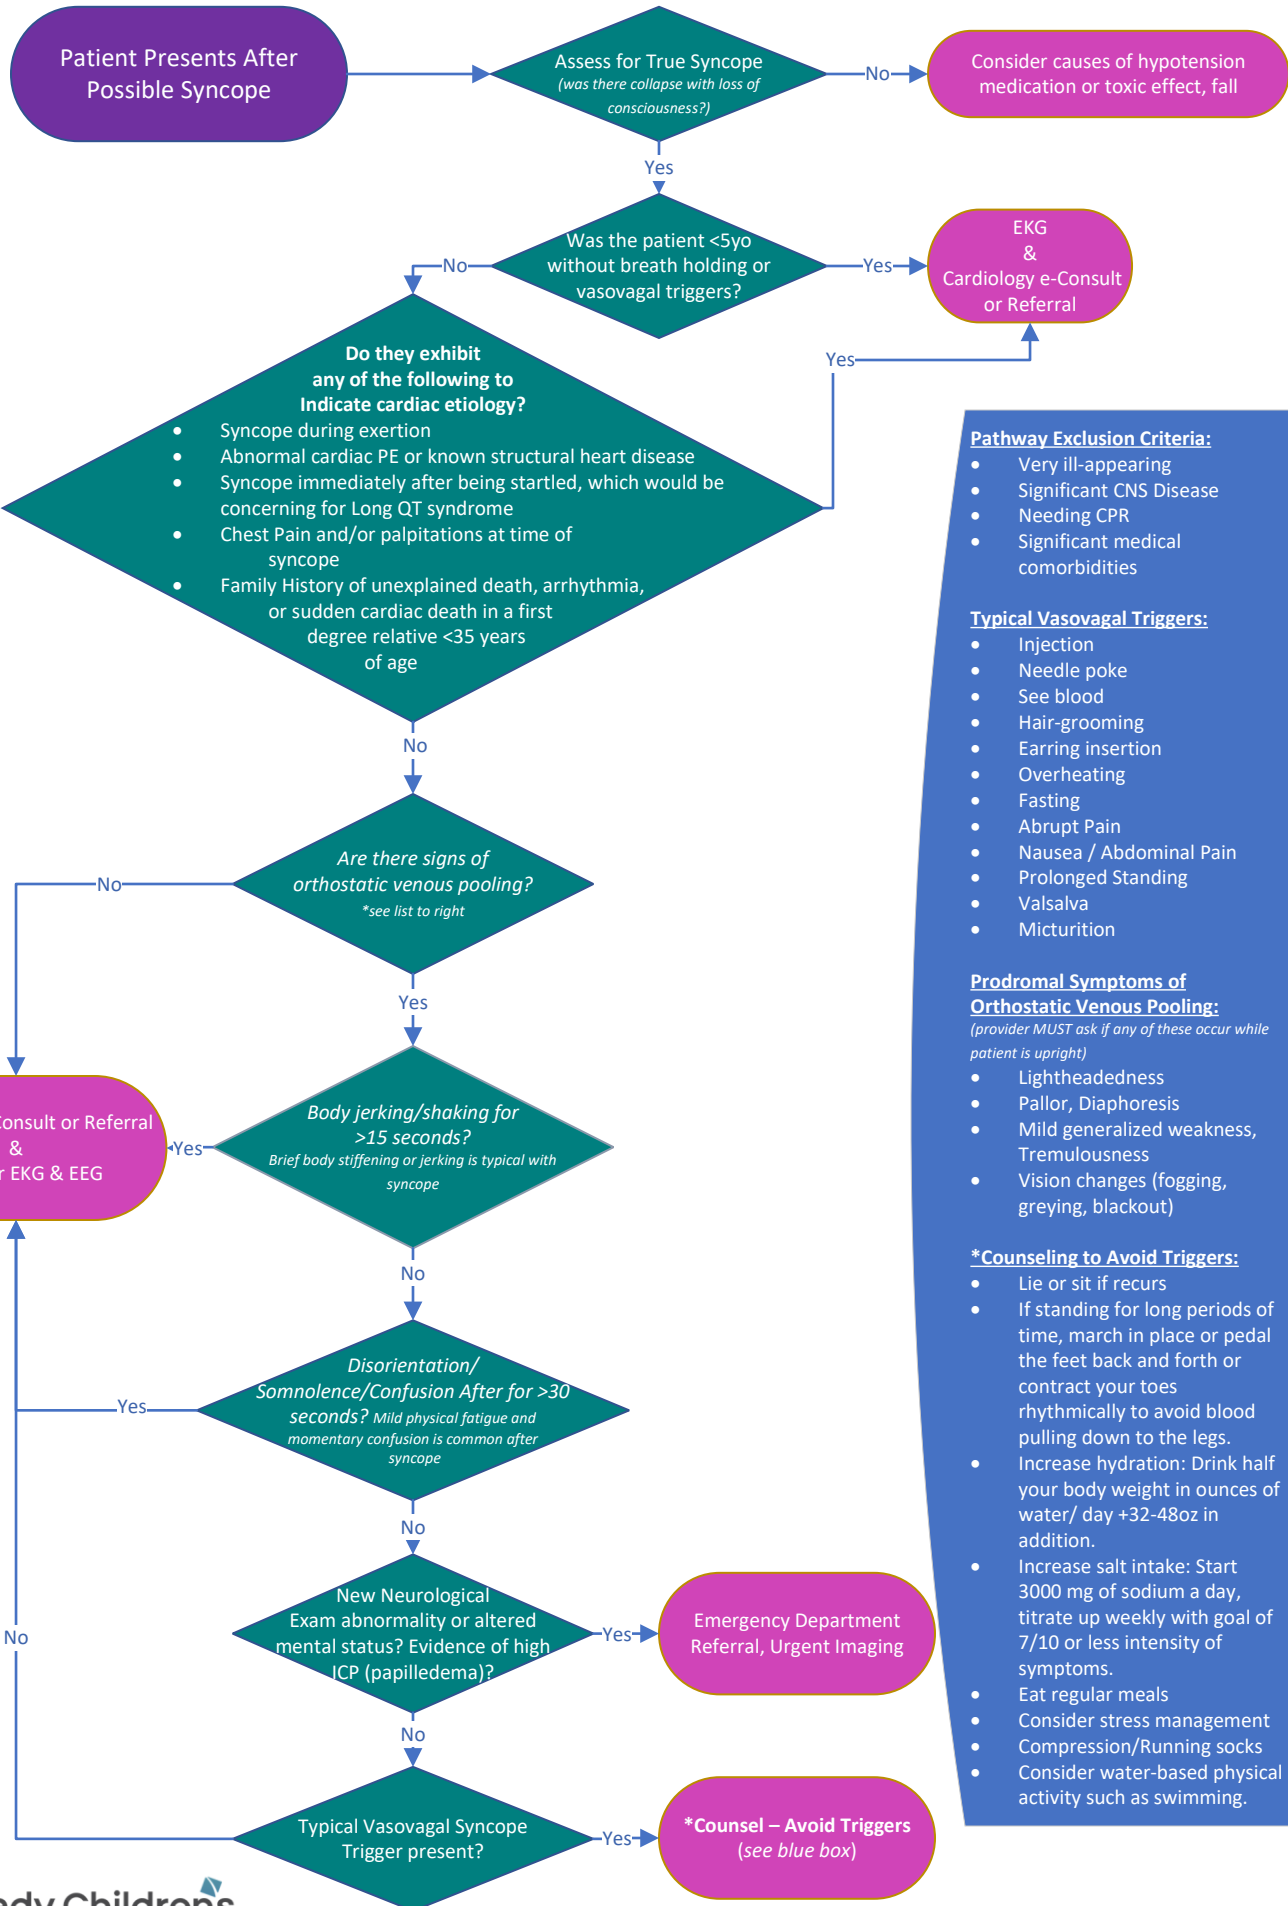 Patient Presents After
Possible Syncope
Assess for True Syncope
(was there collapse with loss of
consciousness?)
No
Consider causes of hypotension
medication or toxic effect, fall
Yes
Was the patient <5yo
without breath holding or
vasovagal triggers?
No
Yes
EKG
&
Cardiology e-Consult
or Referral
Do they exhibit
any of the following to
Indicate cardiac etiology?
• Syncope during exertion
• Abnormal cardiac PE or known structural heart disease
• Syncope immediately after being startled, which would be
concerning for Long QT syndrome
• Chest Pain and/or palpitations at time of
syncope
• Family History of unexplained death, arrhythmia,
or sudden cardiac death in a first
degree relative <35 years
of age
Yes
No
Are there signs of
orthostatic venous pooling?
*see list to right
No
Yes
Body jerking/shaking for
>15 seconds?
Brief body stiffening or jerking is typical with
syncope
Yes
onsult or Referral
&
r EKG & EEG
No
Disorientation/
Somnolence/Confusion After for >30
seconds? Mild physical fatigue and
momentary confusion is common after
syncope
Yes
No
New Neurological
Exam abnormality or altered
mental status? Evidence of high
ICP (papilledema)?
Yes
Emergency Department
Referral, Urgent Imaging
No
No
Typical Vasovagal Syncope
Trigger present?
Yes
*Counsel – Avoid Triggers
(see blue box)
Pathway Exclusion Criteria:
• Very ill-appearing
• Significant CNS Disease
• Needing CPR
• Significant medical
comorbidities
Typical Vasovagal Triggers:
• Injection
• Needle poke
• See blood
• Hair-grooming
• Earring insertion
• Overheating
• Fasting
• Abrupt Pain
• Nausea / Abdominal Pain
• Prolonged Standing
• Valsalva
• Micturition
Prodromal Symptoms of
Orthostatic Venous Pooling:
(provider MUST ask if any of these occur while
patient is upright)
• Lightheadedness
• Pallor, Diaphoresis
• Mild generalized weakness,
Tremulousness
• Vision changes (fogging,
greying, blackout)
*Counseling to Avoid Triggers:
• Lie or sit if recurs
• If standing for long periods of
time, march in place or pedal
the feet back and forth or
contract your toes
rhythmically to avoid blood
pulling down to the legs.
• Increase hydration: Drink half
your body weight in ounces of
water/ day +32-48oz in
addition.
• Increase salt intake: Start
3000 mg of sodium a day,
titrate up weekly with goal of
7/10 or less intensity of
symptoms.
• Eat regular meals
• Consider stress management
• Compression/Running socks
• Consider water-based physical
activity such as swimming.
ndy Children's